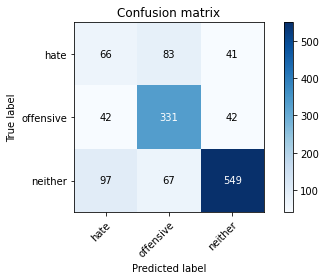 Confusion matrix
True label
hate 66 83 41
offensive 42 331 42
neither 97 67 549
hate offensive neither
Predicted label
500
400
300
200
100